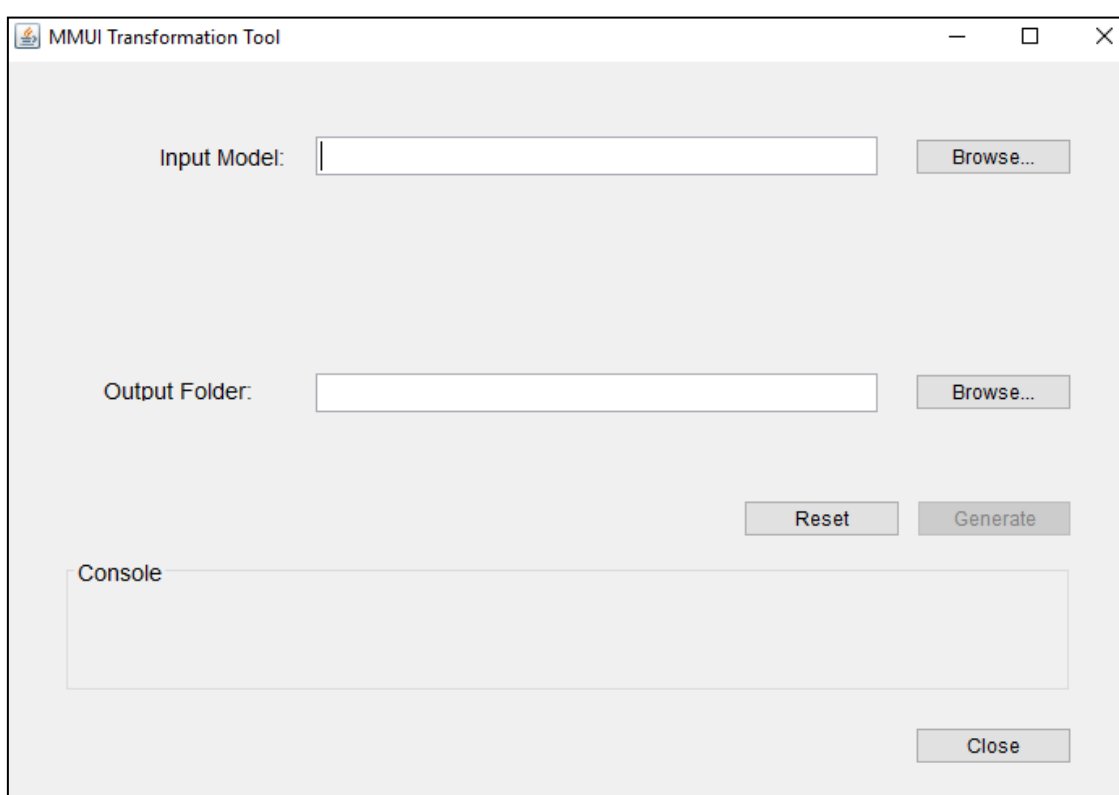 MMUI Transformation Tool
Input Model: Browse...
Output Folder: Browse...
Reset Generate
Console
Close